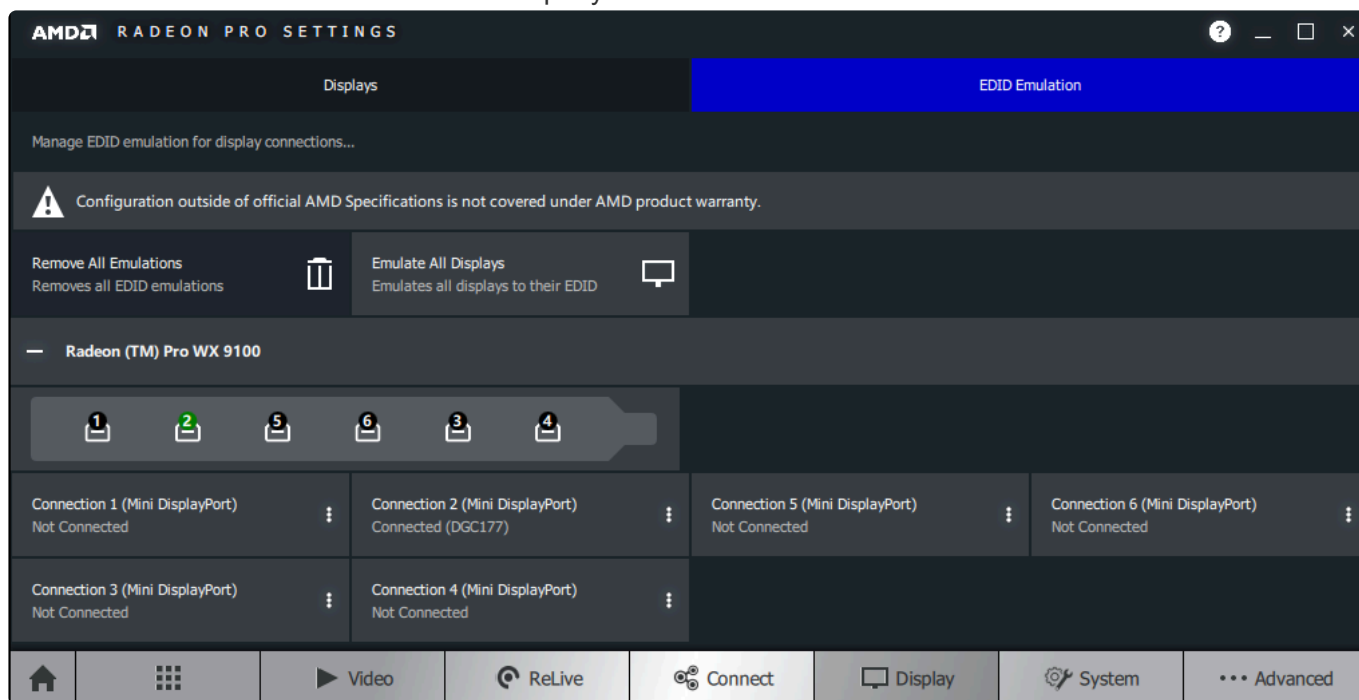 AMD RADEON PRO SETTINGS
Displays
EDID Emulation
Manage EDID emulation for display connections...
Configuration outside of official AMD Specifications is not covered under AMD product warranty.
Remove All Emulations
Removes all EDID emulations
Emulate All Displays
Emulates all displays to their EDID
Radeon (TM) Pro WX 9100
1 2 5 6 3 4
Connection 1 (Mini DisplayPort)
Not Connected
Connection 2 (Mini DisplayPort)
Connected (DGC177)
Connection 5 (Mini DisplayPort)
Not Connected
Connection 6 (Mini DisplayPort)
Not Connected
Connection 3 (Mini DisplayPort)
Not Connected
Connection 4 (Mini DisplayPort)
Not Connected
Video ReLive Connect Display System Advanced